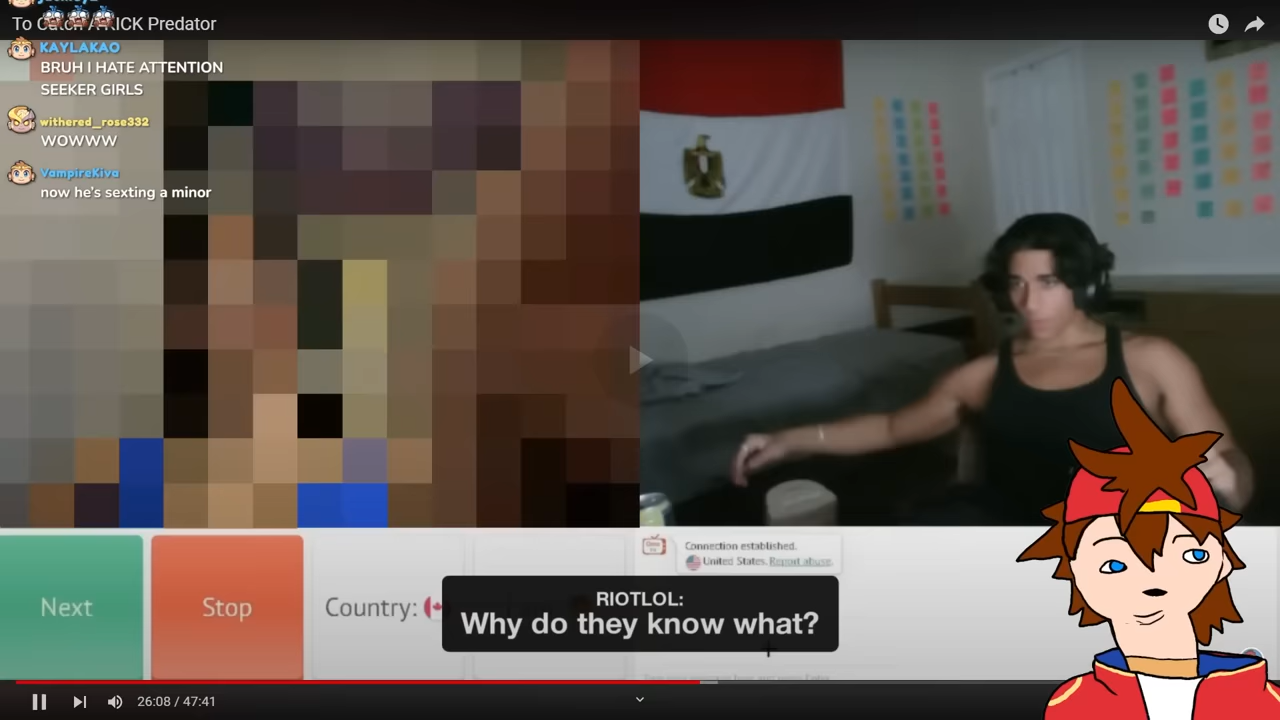 To Catch A KICK Predator
KAYLAKAO
BRUH I HATE ATTENTION
SEEKER GIRLS
withered_rose332
WOWWW
VampireKiva
now he's sexting a minor
Connection established.
United States. Report abuse.
Next
Stop
Country:
RIOTLOL:
Why do they know what?
26:08 / 47:41